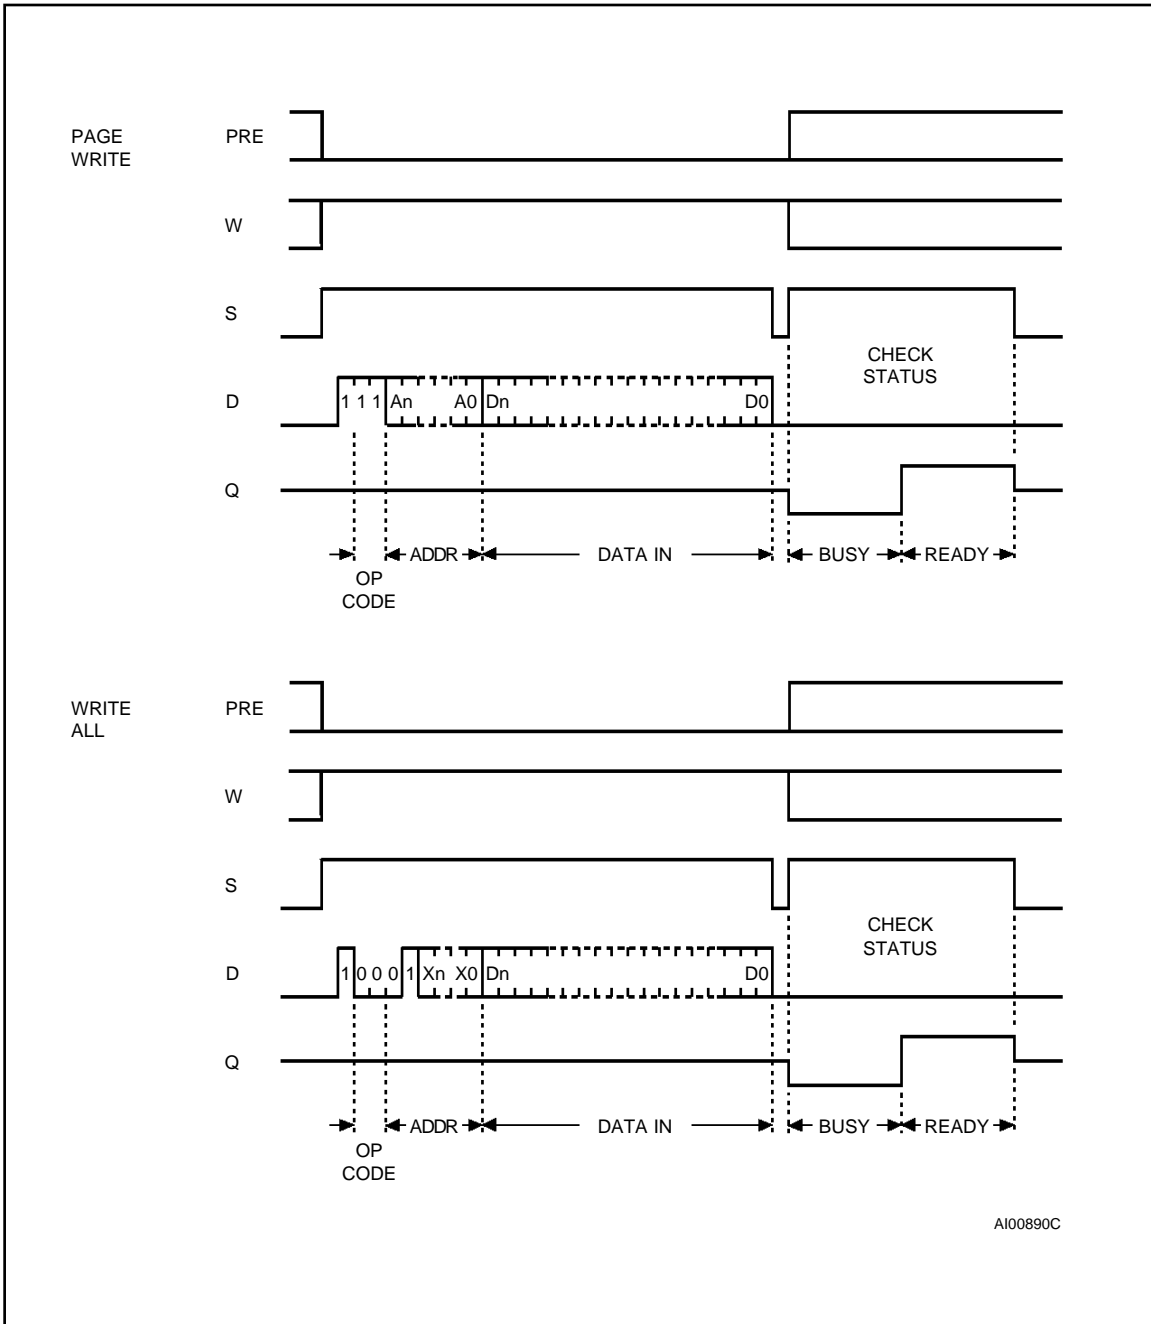 PAGE
WRITE
PRE
W
S
CHECK
STATUS
D
1 1 1 An A0 Dn D0
Q
ADDR DATA IN BUSY READY
OP
CODE
WRITE
ALL
PRE
W
S
CHECK
STATUS
D
1 0 0 0 1 Xn X0 Dn D0
Q
ADDR DATA IN BUSY READY
OP
CODE
AI00890C